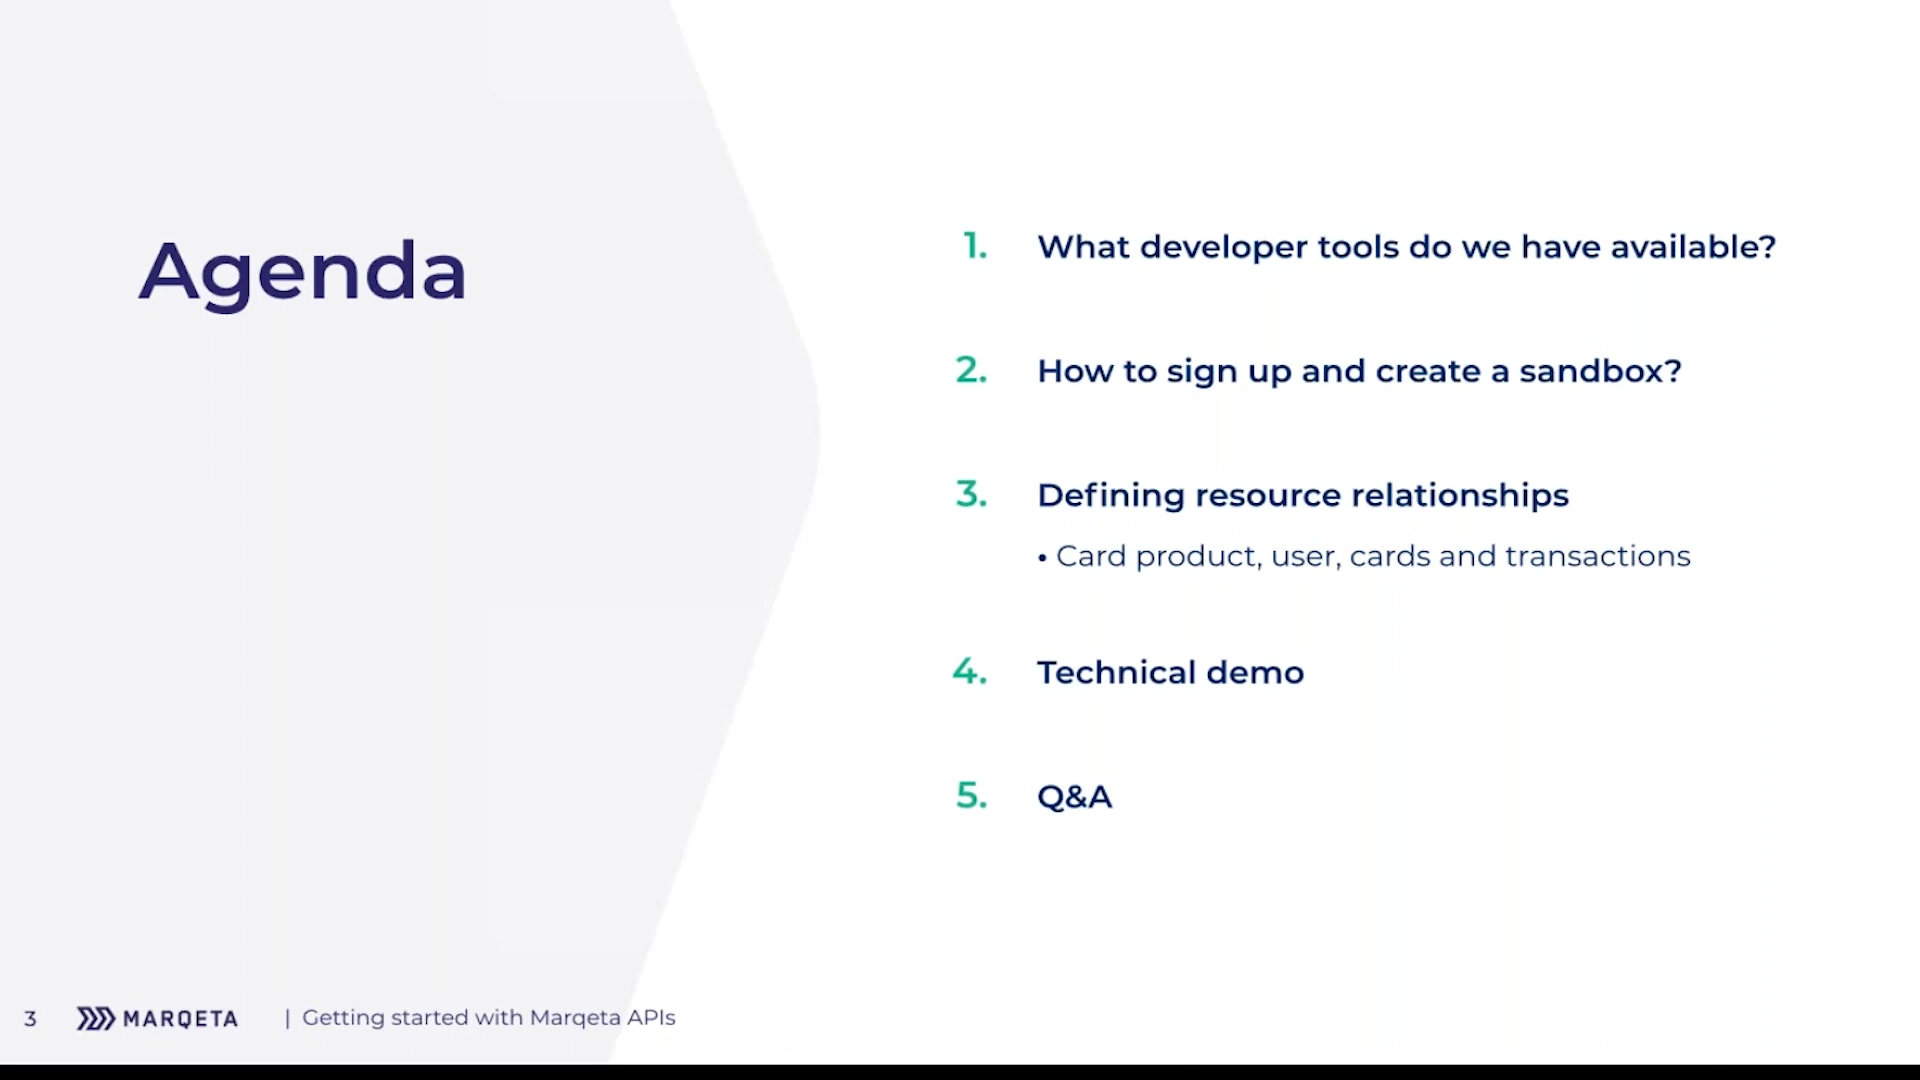 Agenda
1. What developer tools do we have available?
2. How to sign up and create a sandbox?
3. Defining resource relationships
• Card product, user, cards and transactions
4. Technical demo
5. Q&A
3 MARQETA | Getting started with Marqeta APIs